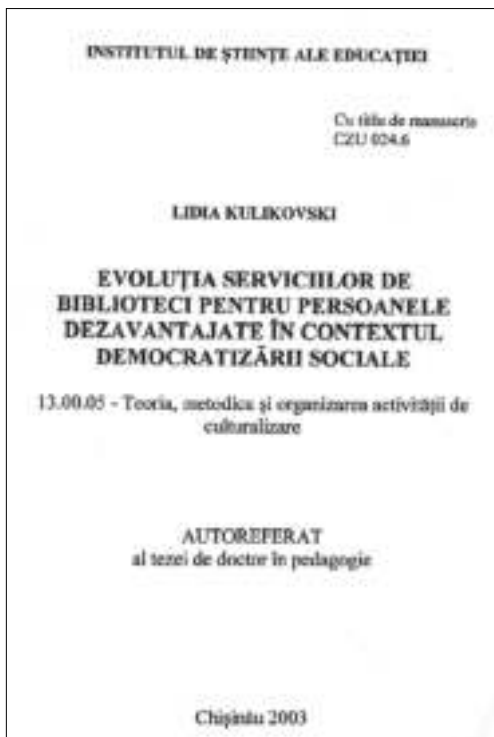 INSTITUTUL DE ŞTIINŢE ALE EDUCAŢIEI
Cu titlu de manuscris
CZU 024.6
LIDIA KULIKOVSKI
EVOLUŢIA SERVICIILOR DE
BIBLIOTECI PENTRU PERSOANELE
DEZAVANTAJATE ÎN CONTEXTUL
DEMOCRATIZĂRII SOCIALE
13.00.05 - Teoria, metodica şi organizarea activităţii de
culturalizare
AUTOREFERAT
al tezei de doctor în pedagogie
Chişinău 2003